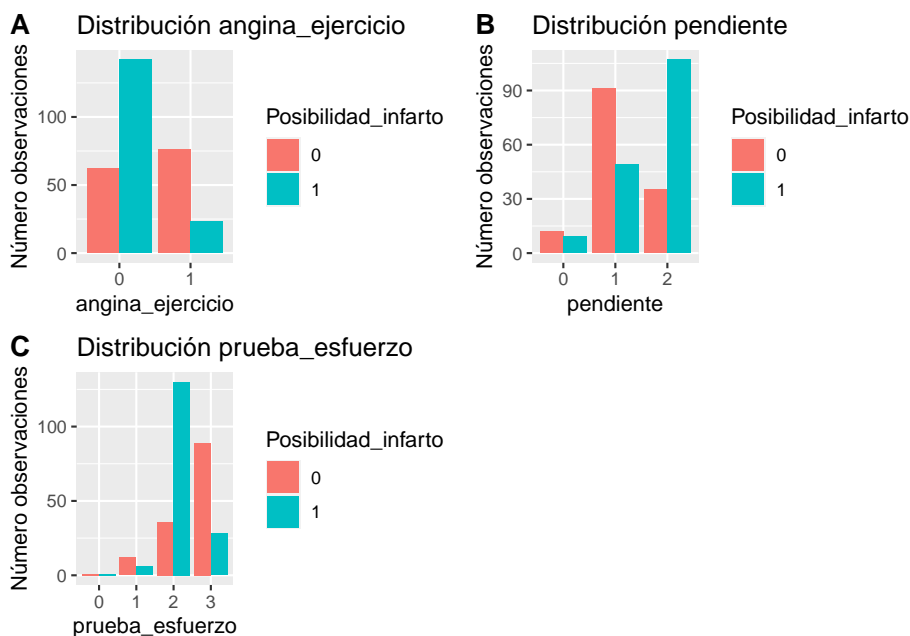 A Distribución angina_ejercicio
Número observaciones
100
50
0
0 1
angina_ejercicio
Posibilidad_infarto
0
1
B Distribución pendiente
Número observaciones
90
60
30
0
0 1 2
pendiente
Posibilidad_infarto
0
1
C Distribución prueba_esfuerzo
Número observaciones
100
50
0
0 1 2 3
prueba_esfuerzo
Posibilidad_infarto
0
1